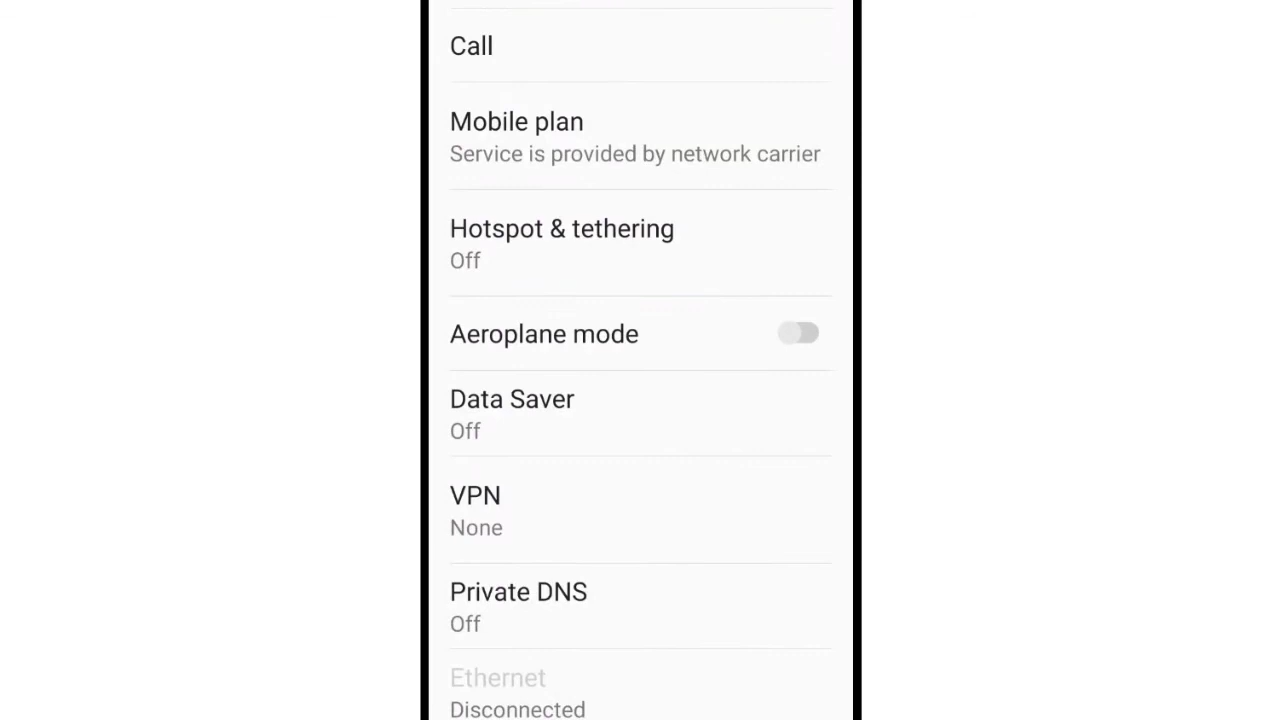 Call
Mobile plan
Service is provided by network carrier
Hotspot & tethering
Off
Aeroplane mode
Data Saver
Off
VPN
None
Private DNS
Off
Ethernet
Disconnected